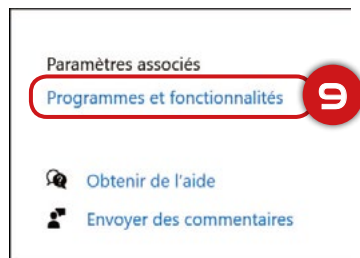 Paramètres associés
Programmes et fonctionnalités 9
Obtenir de l'aide
Envoyer des commentaires